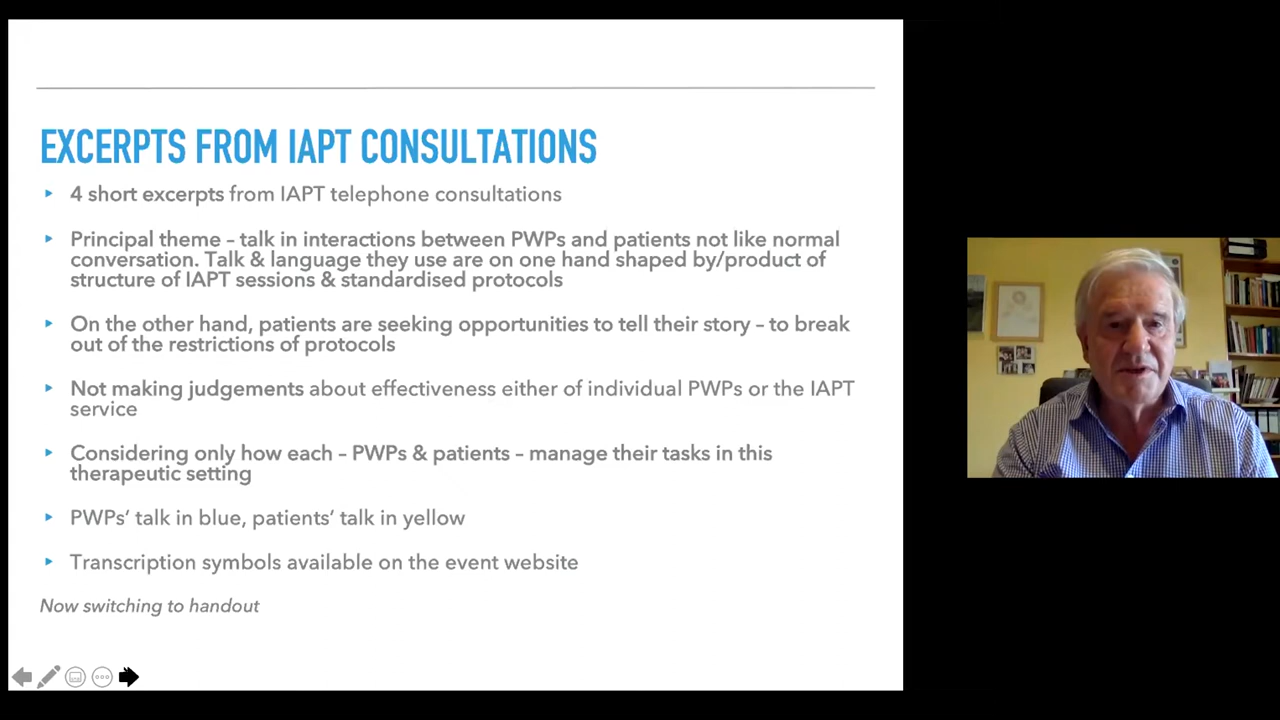 EXCERPTS FROM IAPT CONSULTATIONS
4 short excerpts from IAPT telephone consultations
Principal theme – talk in interactions between PWPs and patients not like normal
conversation. Talk & language they use are on one hand shaped by/product of
structure of IAPT sessions & standardised protocols
On the other hand, patients are seeking opportunities to tell their story – to break
out of the restrictions of protocols
Not making judgements about effectiveness either of individual PWPs or the IAPT
service
Considering only how each – PWPs & patients – manage their tasks in this
therapeutic setting
PWPs' talk in blue, patients' talk in yellow
Transcription symbols available on the event website
Now switching to handout